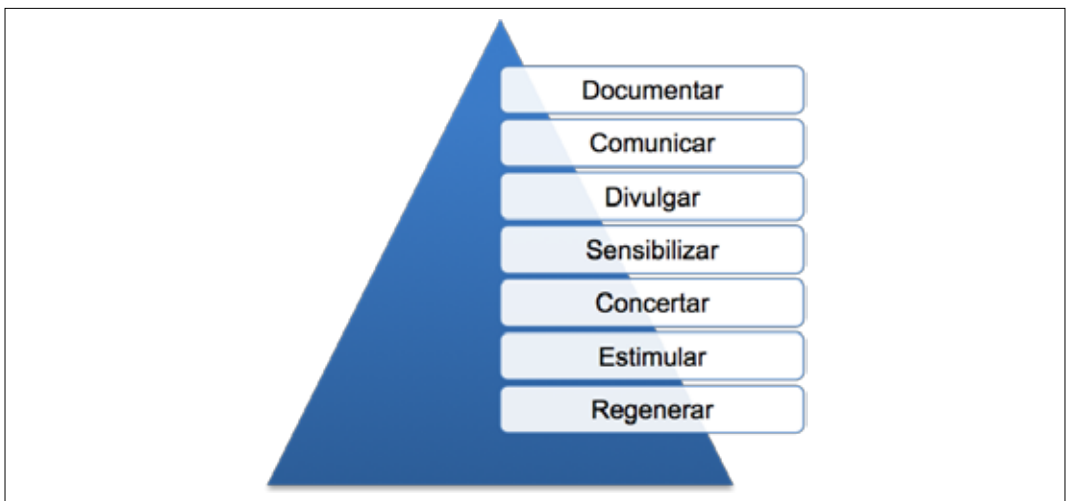 Documentar
Comunicar
Divulgar
Sensibilizar
Concertar
Estimular
Regenerar